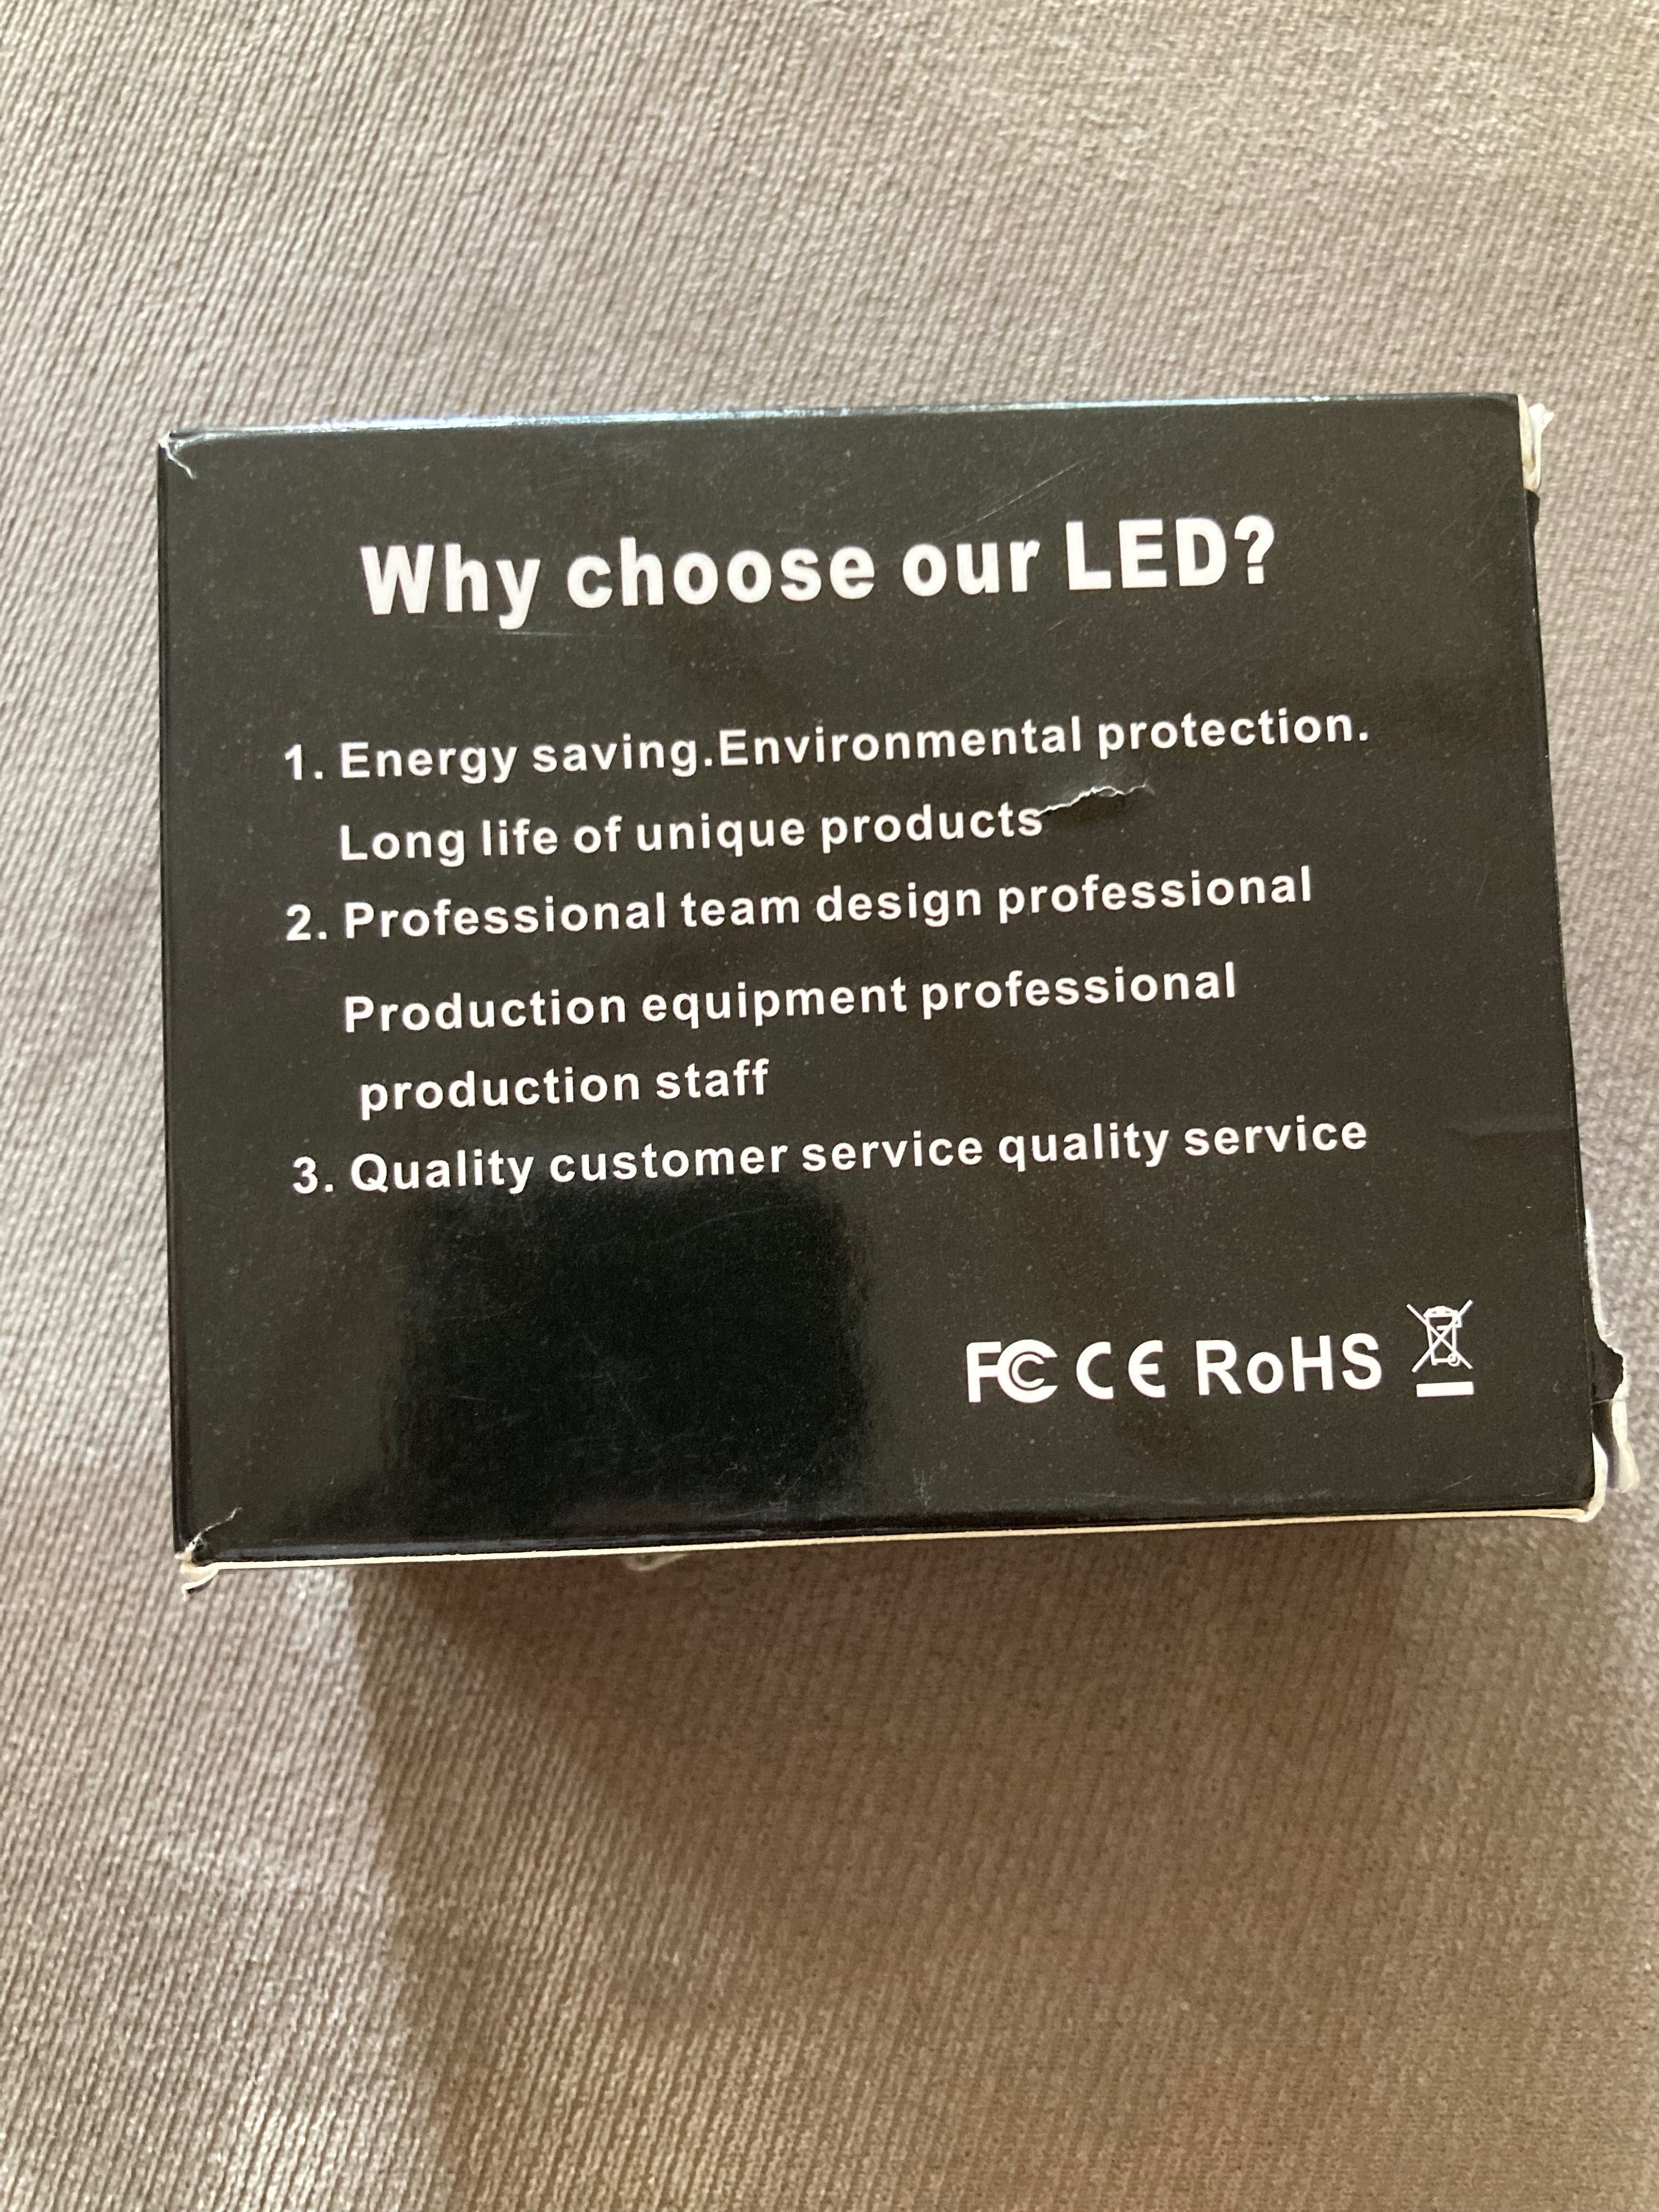 Why choose our LED?
1. Energy saving.Environmental protection.
Long life of unique products
2. Professional team design professional
Production equipment professional
production staff
3. Quality customer service quality service
FC CE RoHS